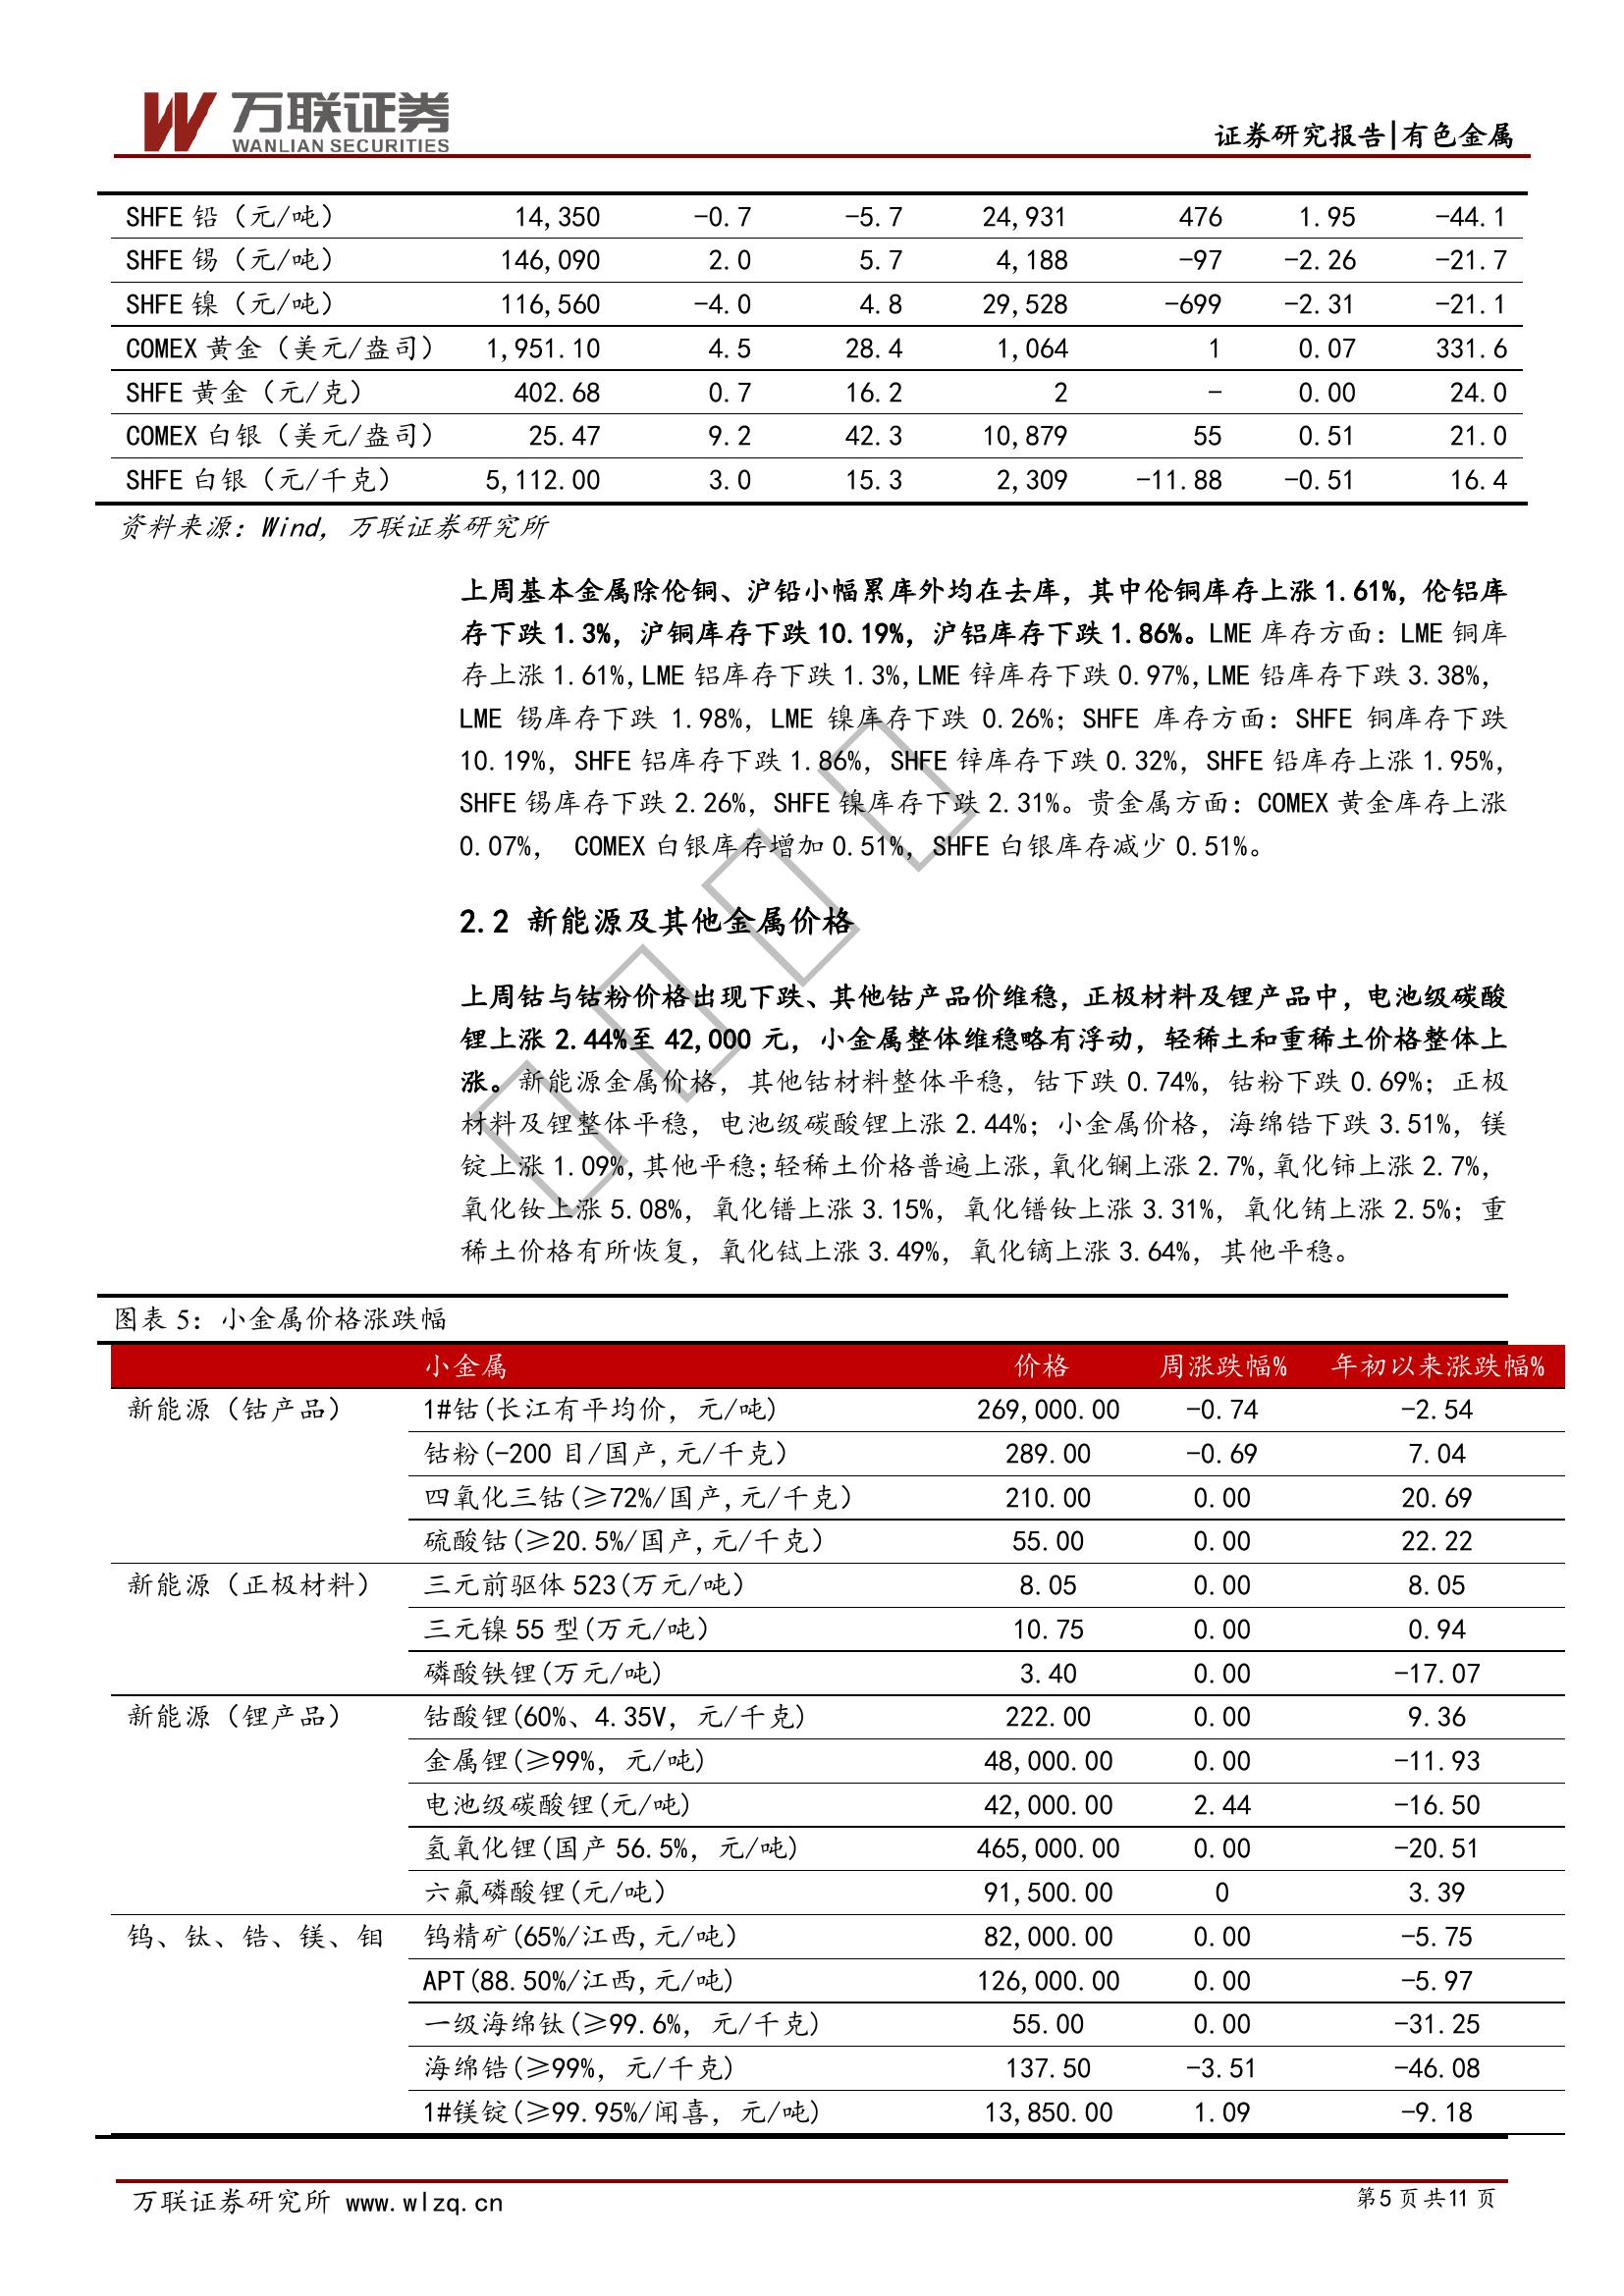 万联证券
WANLIAN SECURITIES
证券研究报告|有色金属
SHFE 铅（元/吨） 14,350 -0.7 -5.7 24,931 476 1.95 -44.1
SHFE 锡（元/吨） 146,090 2.0 5.7 4,188 -97 -2.26 -21.7
SHFE 镍（元/吨） 116,560 -4.0 4.8 29,528 -699 -2.31 -21.1
COMEX 黄金（美元/盎司） 1,951.10 4.5 28.4 1,064 1 0.07 331.6
SHFE 黄金（元/克） 402.68 0.7 16.2 2 - 0.00 24.0
COMEX 白银（美元/盎司） 25.47 9.2 42.3 10,879 55 0.51 21.0
SHFE 白银（元/千克） 5,112.00 3.0 15.3 2,309 -11.88 -0.51 16.4
资料来源：Wind，万联证券研究所
上周基本金属除伦铜、沪铅小幅累库外均在去库，其中伦铜库存上涨 1.61%，伦铝库
存下跌 1.3%，沪铜库存下跌 10.19%，沪铝库存下跌 1.86%。LME 库存方面：LME 铜库
存上涨 1.61%,LME 铝库存下跌 1.3%,LME 锌库存下跌 0.97%,LME 铅库存下跌 3.38%，
LME 锡库存下跌 1.98%，LME 镍库存下跌 0.26%；SHFE 库存方面：SHFE 铜库存下跌
10.19%，SHFE 铝库存下跌 1.86%，SHFE 锌库存下跌 0.32%，SHFE 铅库存上涨 1.95%，
SHFE 锡库存下跌 2.26%，SHFE 镍库存下跌 2.31%。贵金属方面：COMEX 黄金库存上涨
0.07%， COMEX 白银库存增加 0.51%，SHFE 白银库存减少 0.51%。
2.2 新能源及其他金属价格
上周钴与钴粉价格出现下跌、其他钴产品价维稳，正极材料及锂产品中，电池级碳酸
锂上涨 2.44%至 42,000 元，小金属整体维稳略有浮动，轻稀土和重稀土价格整体上
涨。新能源金属价格，其他钴材料整体平稳，钴下跌 0.74%，钴粉下跌 0.69%；正极
材料及锂整体平稳，电池级碳酸锂上涨 2.44%；小金属价格，海绵锆下跌 3.51%，镁
锭上涨 1.09%,其他平稳;轻稀土价格普遍上涨,氧化镧上涨 2.7%,氧化铈上涨 2.7%，
氧化钕上涨 5.08%，氧化镨上涨 3.15%，氧化镨钕上涨 3.31%，氧化铕上涨 2.5%；重
稀土价格有所恢复，氧化铽上涨 3.49%，氧化镝上涨 3.64%，其他平稳。
图表 5：小金属价格涨跌幅
小金属 价格 周涨跌幅% 年初以来涨跌幅%
新能源（钴产品） 1#钴(长江有平均价，元/吨) 269,000.00 -0.74 -2.54
钴粉(-200 目/国产,元/千克) 289.00 -0.69 7.04
四氧化三钴(≥72%/国产,元/千克) 210.00 0.00 20.69
硫酸钴(≥20.5%/国产,元/千克) 55.00 0.00 22.22
新能源（正极材料） 三元前驱体 523(万元/吨) 8.05 0.00 8.05
三元镍 55 型(万元/吨) 10.75 0.00 0.94
磷酸铁锂(万元/吨) 3.40 0.00 -17.07
新能源（锂产品） 钴酸锂(60%、4.35V，元/千克) 222.00 0.00 9.36
金属锂(≥99%，元/吨) 48,000.00 0.00 -11.93
电池级碳酸锂(元/吨) 42,000.00 2.44 -16.50
氢氧化锂(国产 56.5%，元/吨) 465,000.00 0.00 -20.51
六氟磷酸锂(元/吨) 91,500.00 0 3.39
钨、钛、锆、镁、钼 钨精矿(65%/江西,元/吨) 82,000.00 0.00 -5.75
APT(88.50%/江西,元/吨) 126,000.00 0.00 -5.97
一级海绵钛(≥99.6%，元/千克) 55.00 0.00 -31.25
海绵锆(≥99%，元/千克) 137.50 -3.51 -46.08
1#镁锭(≥99.95%/闻喜，元/吨) 13,850.00 1.09 -9.18
万联证券研究所 www.wlzq.cn
第5 页共11 页